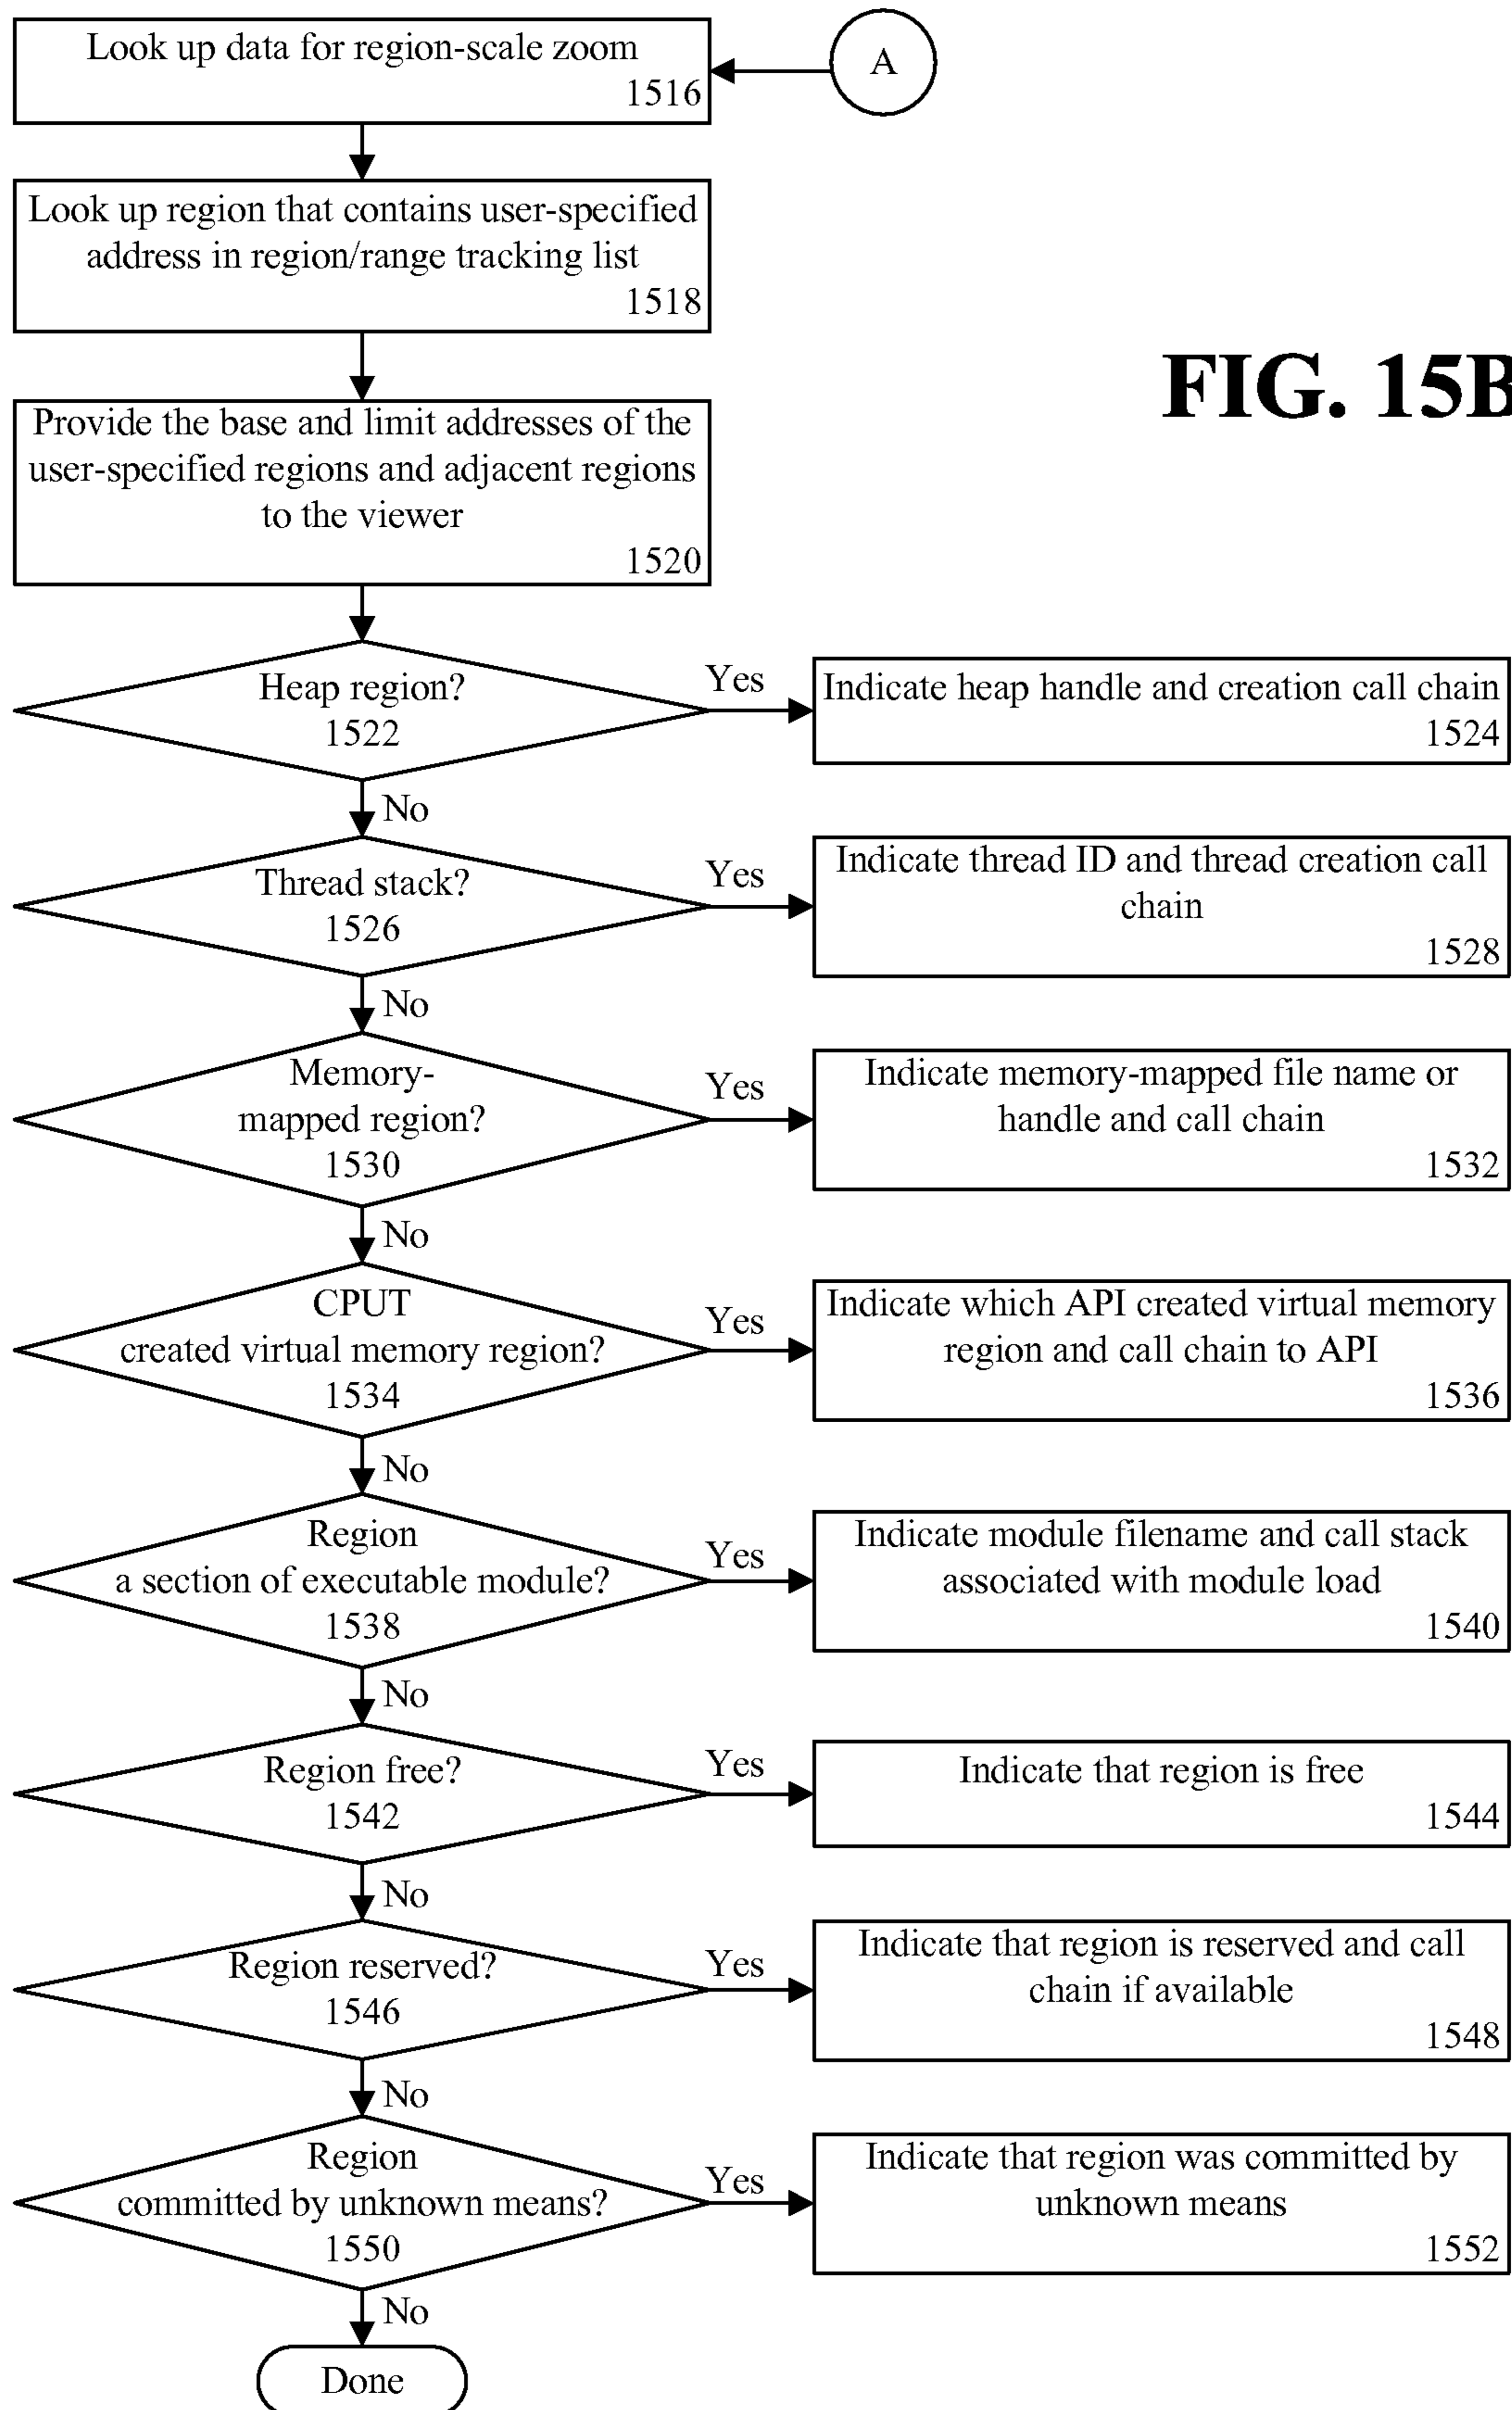 Look up data for region-scale zoom
1516
A
Look up region that contains user-specified
address in region/range tracking list
1518
FIG. 15B
Provide the base and limit addresses of the
user-specified regions and adjacent regions
to the viewer
1520
Heap region?
1522
Yes
Indicate heap handle and creation call chain
1524
No
Thread stack?
1526
Yes
Indicate thread ID and thread creation call
chain
1528
No
Memory-
mapped region?
1530
Yes
Indicate memory-mapped file name or
handle and call chain
1532
No
CPUT
created virtual memory region?
1534
Yes
Indicate which API created virtual memory
region and call chain to API
1536
No
Region
a section of executable module?
1538
Yes
Indicate module filename and call stack
associated with module load
1540
No
Region free?
1542
Yes
Indicate that region is free
1544
No
Region reserved?
1546
Yes
Indicate that region is reserved and call
chain if available
1548
No
Region
committed by unknown means?
1550
Yes
Indicate that region was committed by
unknown means
1552
No
Done